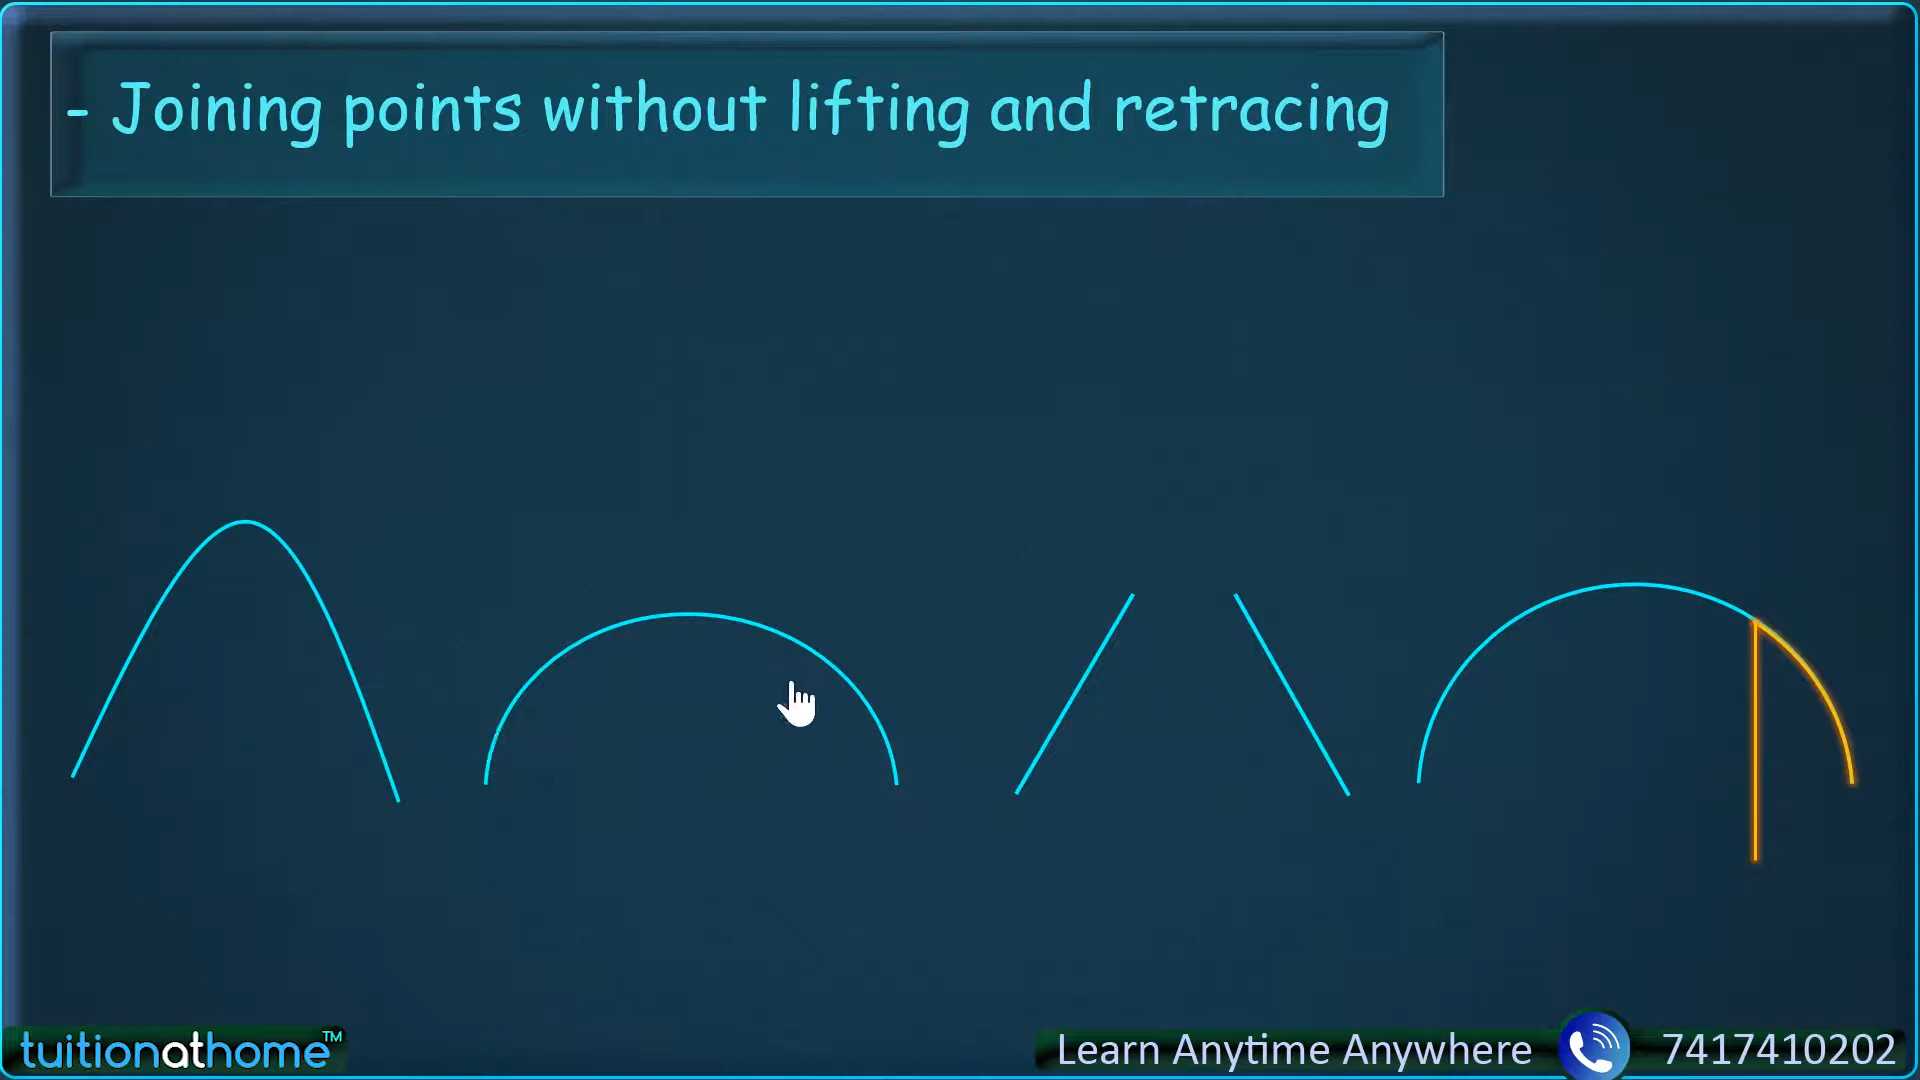 - Joining points without lifting and retracing
tuitionathome™
Learn Anytime Anywhere 7417410202